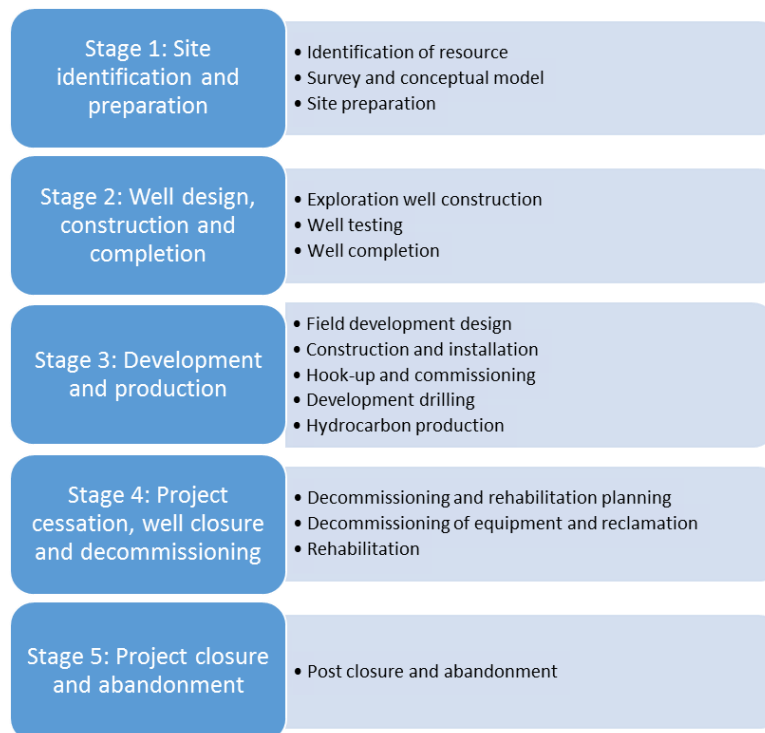 Stage 1: Site
identification and
preparation
• Identification of resource
• Survey and conceptual model
• Site preparation
Stage 2: Well design,
construction and
completion
• Exploration well construction
• Well testing
• Well completion
Stage 3: Development
and production
• Field development design
• Construction and installation
• Hook-up and commissioning
• Development drilling
• Hydrocarbon production
Stage 4: Project
cessation, well closure
and decommissioning
• Decommissioning and rehabilitation planning
• Decommissioning of equipment and reclamation
• Rehabilitation
Stage 5: Project closure
and abandonment
• Post closure and abandonment